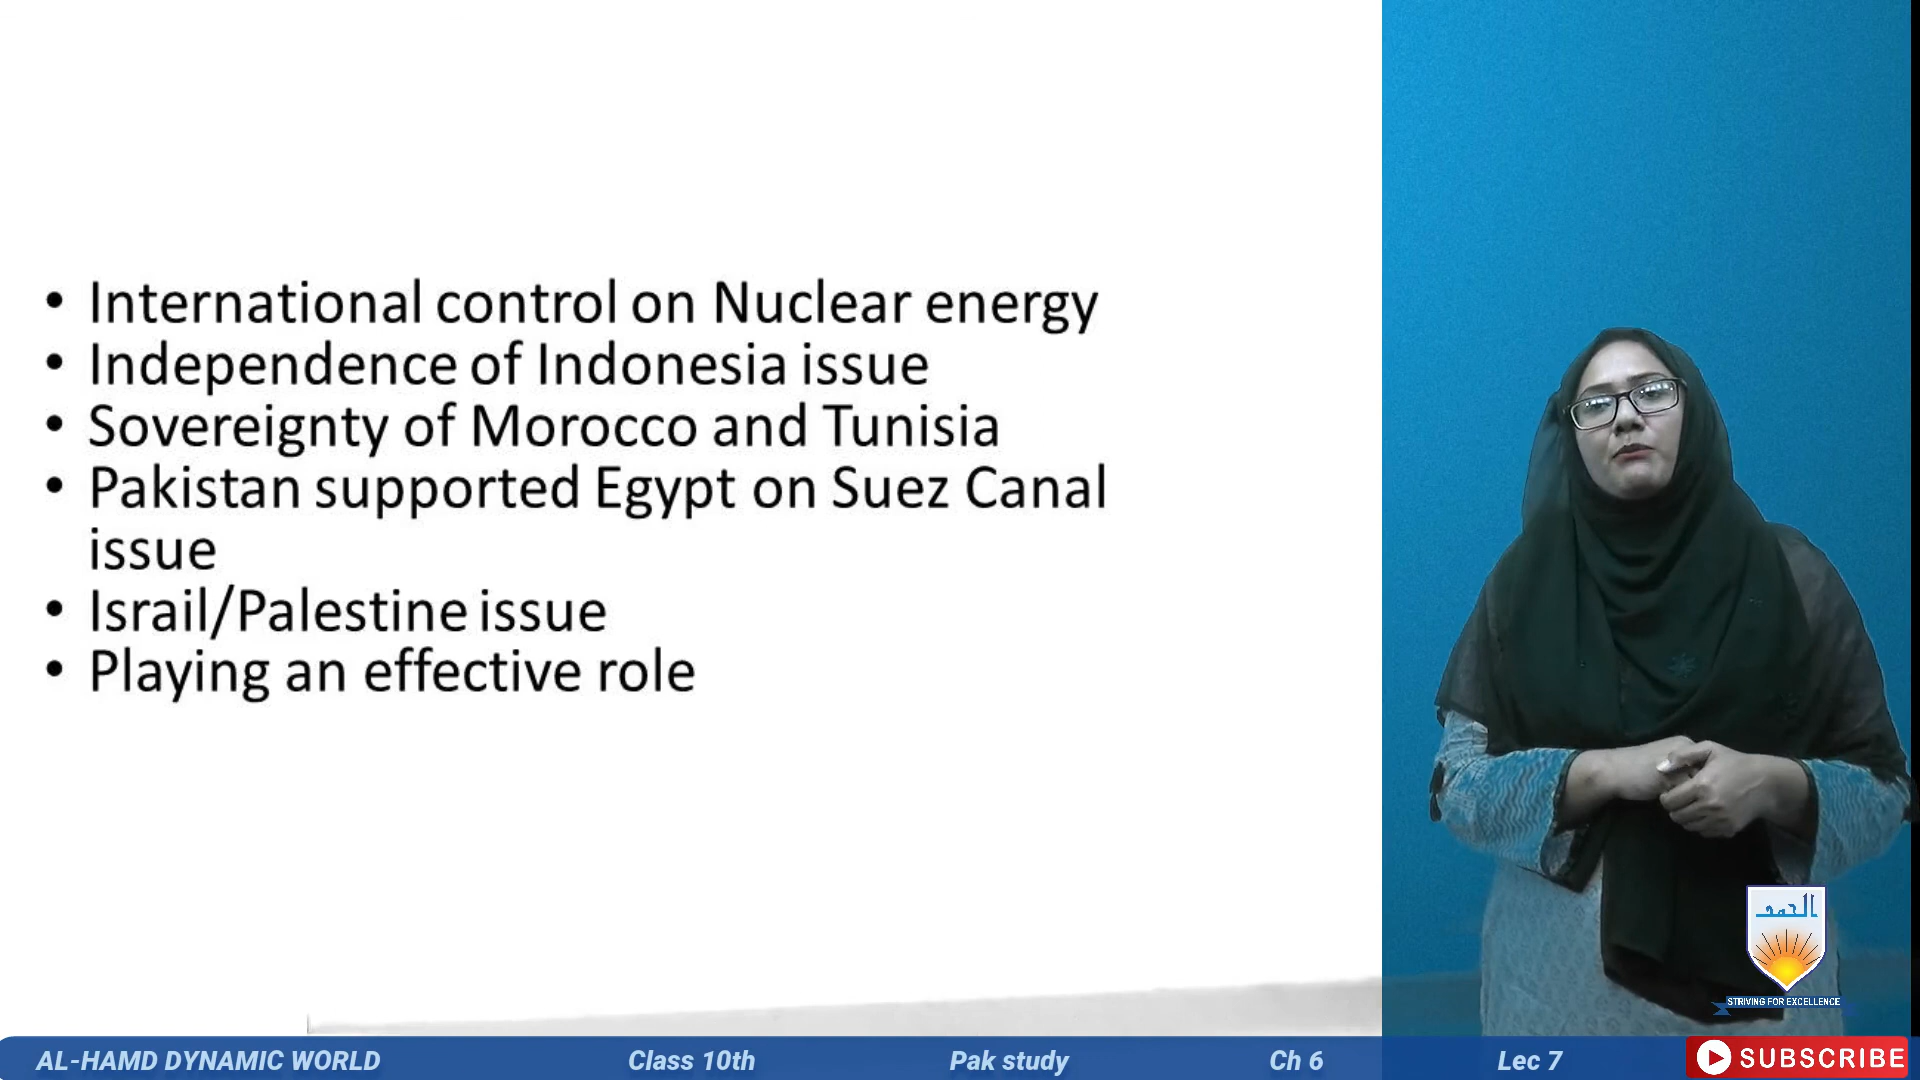 • International control on Nuclear energy
• Independence of Indonesia issue
• Sovereignty of Morocco and Tunisia
• Pakistan supported Egypt on Suez Canal
issue
• Israil/Palestine issue
• Playing an effective role
الحمد
STRIVING FOR EXCELLENCE
AL-HAMD DYNAMIC WORLD Class 10th Pak study Ch 6 Lec 7 SUBSCRIBE